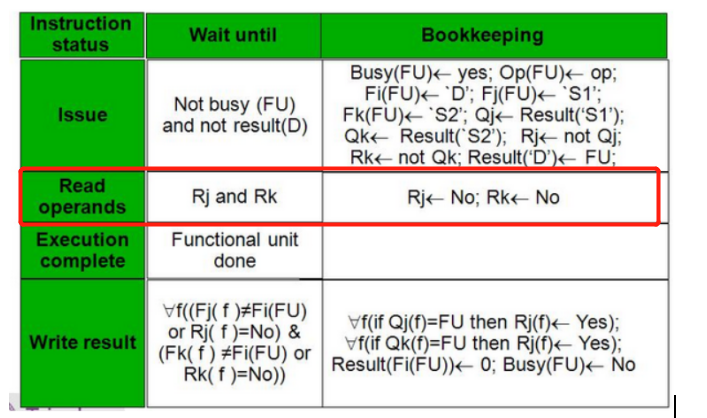 Instruction status
Wait until
Bookkeeping
Issue
Not busy (FU)
and not result(D)
Busy(FU)← yes; Op(FU)← op;
Fi(FU)← `D'; Fj(FU)← `S1';
Fk(FU)← `S2'; Qj← Result('S1');
Qk← Result(`S2'); Rj← not Qj;
Rk← not Qk; Result('D')← FU;
Read
operands
Rj and Rk
Rj← No; Rk← No
Execution
complete
Functional unit
done
Write result
∀f((Fj( f )≠Fi(FU)
or Rj( f )=No) &
(Fk( f ) ≠Fi(FU) or
Rk( f )=No))
∀f(if Qj(f)=FU then Rj(f)← Yes);
∀f(if Qk(f)=FU then Rj(f)← Yes);
Result(Fi(FU))← 0; Busy(FU)← No